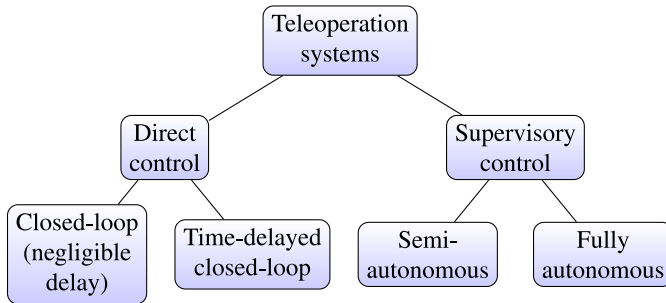 Teleoperation
systems
Direct
control
Supervisory
control
Closed-loop
(negligible
delay)
Time-delayed
closed-loop
Semi-
autonomous
Fully
autonomous